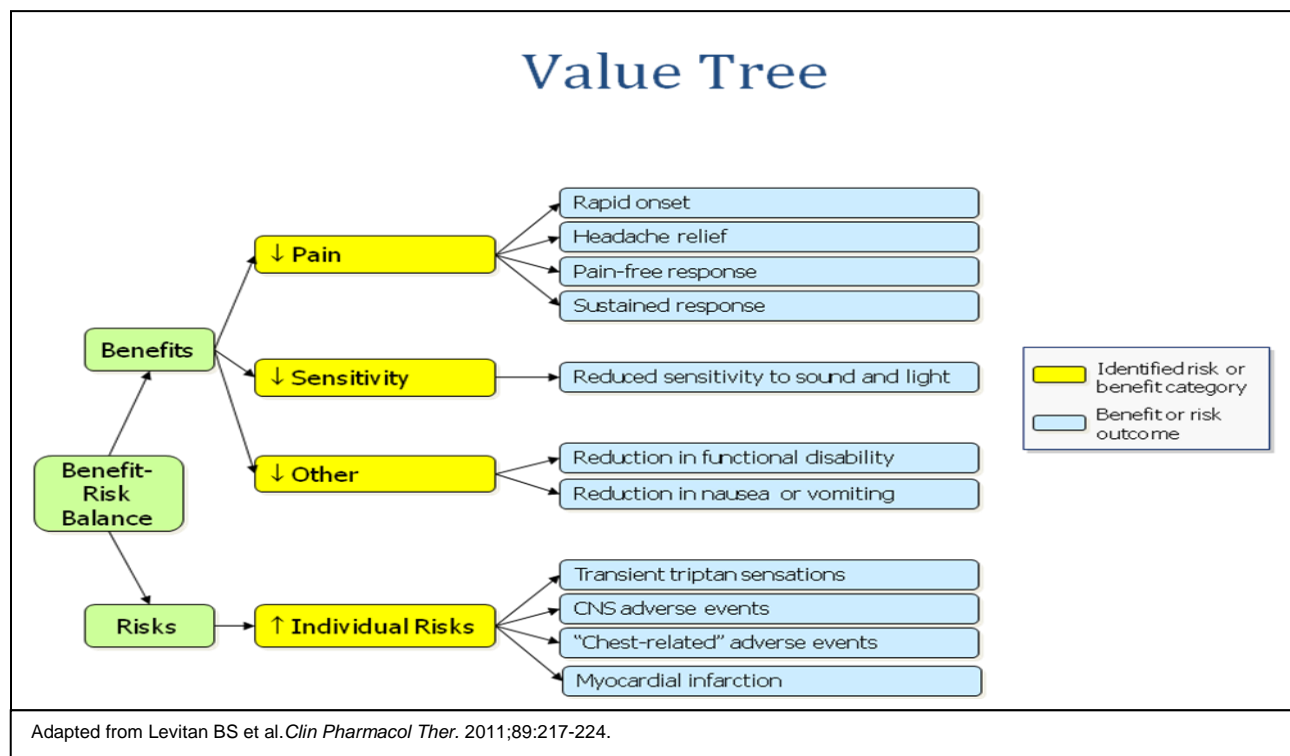 Value Tree
Rapid onset
Headache relief
↓ Pain
Pain-free response
Sustained response
Benefits
↓ Sensitivity
Reduced sensitivity to sound and light
Identified risk or
benefit category
Benefit or risk
outcome
Benefit-
Risk
Balance
↓ Other
Reduction in functional disability
Reduction in nausea or vomiting
Risks
↑ Individual Risks
Transient triptan sensations
CNS adverse events
“Chest-related” adverse events
Myocardial infarction
Adapted from Levitan BS et al.Clin Pharmacol Ther. 2011;89:217-224.